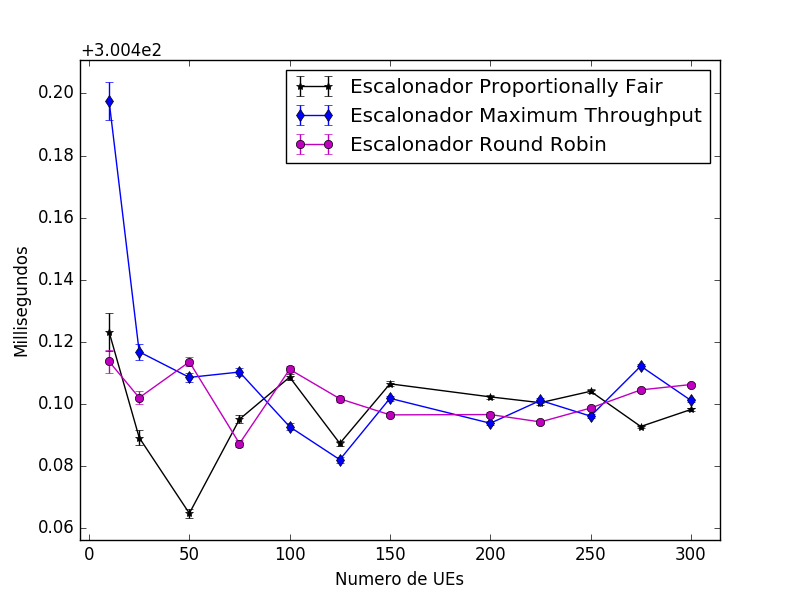 +3.004e2
Escalonador Proportionally Fair
Escalonador Maximum Throughput
Escalonador Round Robin
0.20
0.18
0.16
0.14
0.12
0.10
0.08
0.06
Millisegundos
0 50 100 150 200 250 300
Numero de UEs